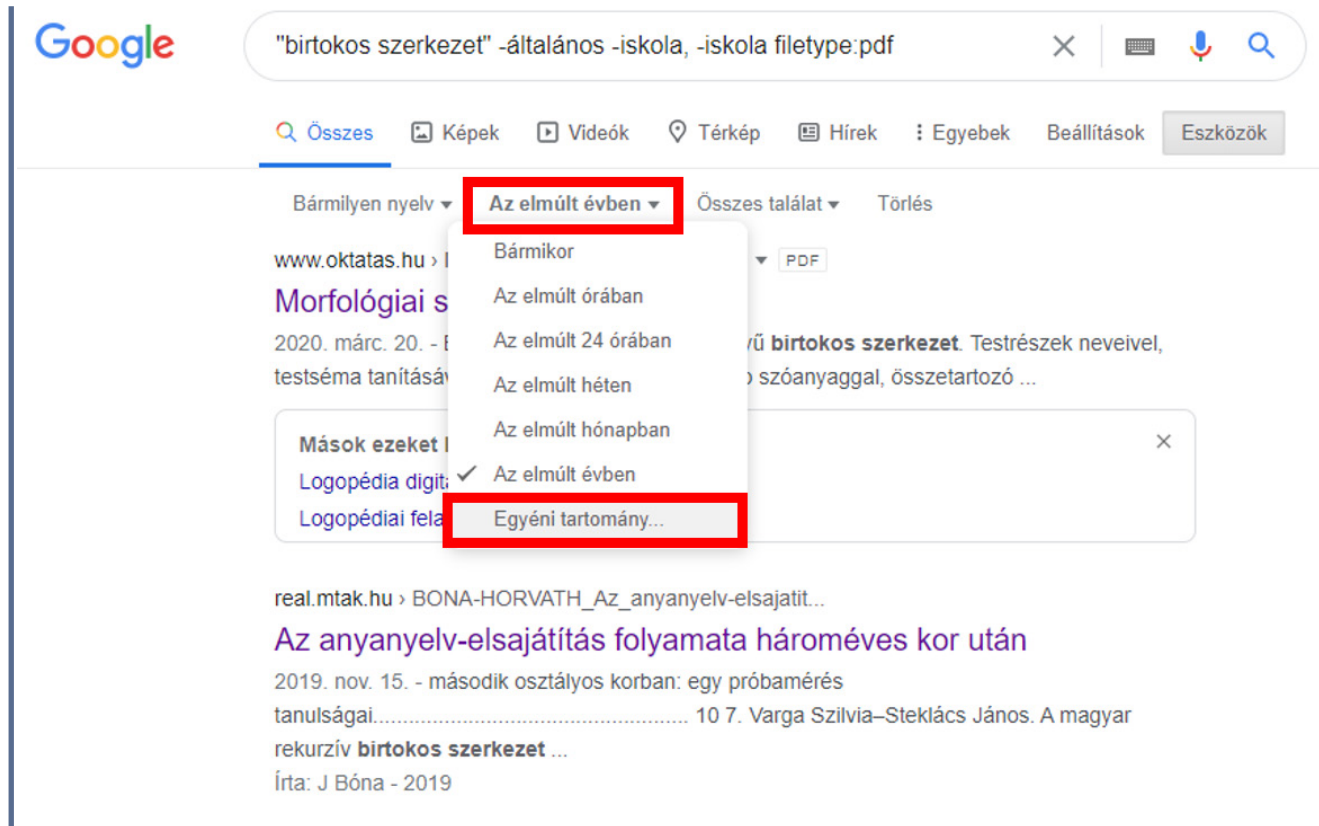 Google
"birtokos szerkezet" -általános -iskola, -iskola filetype:pdf
Összes Képek Videók Térkép Hírek Egyebek Beállítások Eszközök
Bármilyen nyelv Az elmúlt évben Összes találat Törlés
www.oktatas.hu › PDF
Bármikor
Morfológiai
Az elmúlt órában
2020. márc. 20. - birtokos szerkezet. Testrészek neveivel,
Az elmúlt 24 órában
testséma szóanyaggal, összetartozó ...
Az elmúlt héten
Mások ezeket
Az elmúlt hónapban
Logopédia
Az elmúlt évben
Logopédiai
Egyéni tartomány...
real.mtak.hu › BONA-HORVATH_Az_anyanyelv-elsajatit...
Az anyanyelv-elsajátítás folyamata hároméves kor után
2019. nov. 15. - második osztályos korban: egy próbamérés
tanulságai..................................................... 10 7. Varga Szilvia–Steklács János. A magyar
rekurzív birtokos szerkezet ...
Írta: J Bóna - 2019